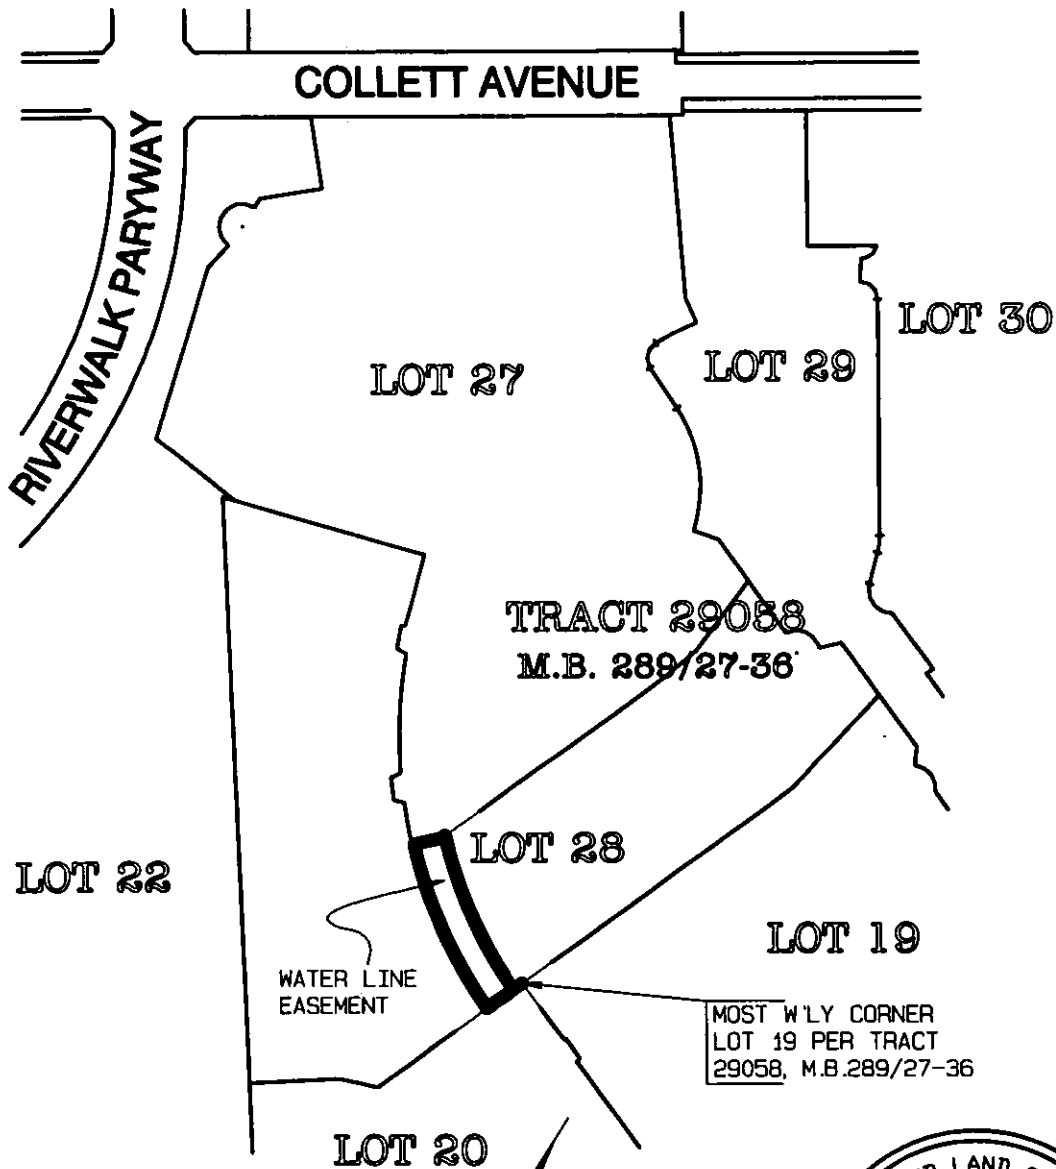 COLLETT AVENUE
RIVERWALK PARYWAY
LOT 30
LOT 27
LOT 29
TRACT 29058
M.B. 289/27-36
LOT 28
LOT 22
LOT 19
WATER LINE
EASEMENT
MOST W'LY CORNER
LOT 19 PER TRACT
29058, M.B.289/27-36
LAND
LOT 20